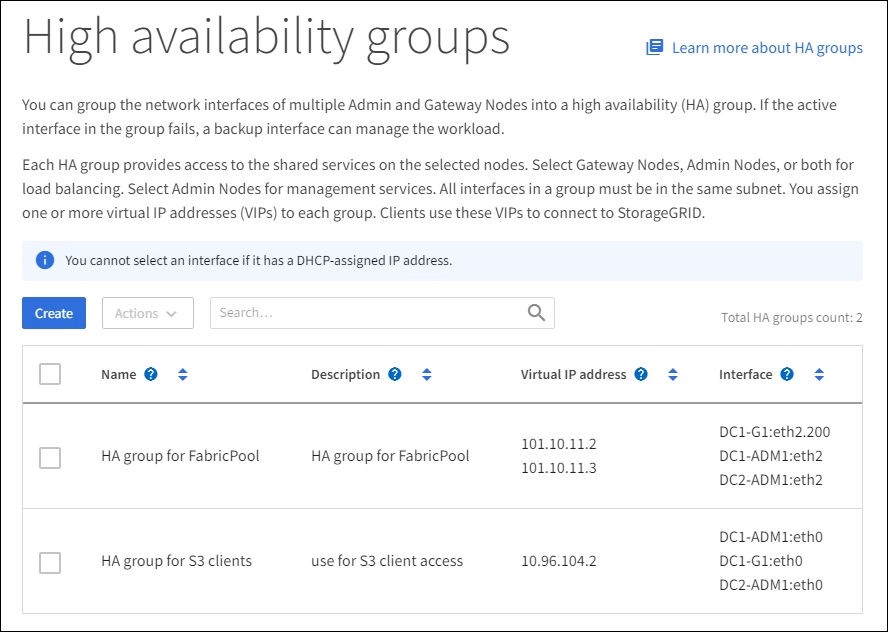 High availability groups
Learn more about HA groups
You can group the network interfaces of multiple Admin and Gateway Nodes into a high availability (HA) group. If the active
interface in the group fails, a backup interface can manage the workload.
Each HA group provides access to the shared services on the selected nodes. Select Gateway Nodes, Admin Nodes, or both for
load balancing. Select Admin Nodes for management services. All interfaces in a group must be in the same subnet. You assign
one or more virtual IP addresses (VIPs) to each group. Clients use these VIPs to connect to StorageGRID.
You cannot select an interface if it has a DHCP-assigned IP address.
Create Actions Search… Total HA groups count: 2
Name Description Virtual IP address Interface
HA group for FabricPool HA group for FabricPool
101.10.11.2
101.10.11.3
DC1-G1:eth2.200
DC1-ADM1:eth2
DC2-ADM1:eth2
HA group for S3 clients use for S3 client access 10.96.104.2
DC1-ADM1:eth0
DC1-G1:eth0
DC2-ADM1:eth0